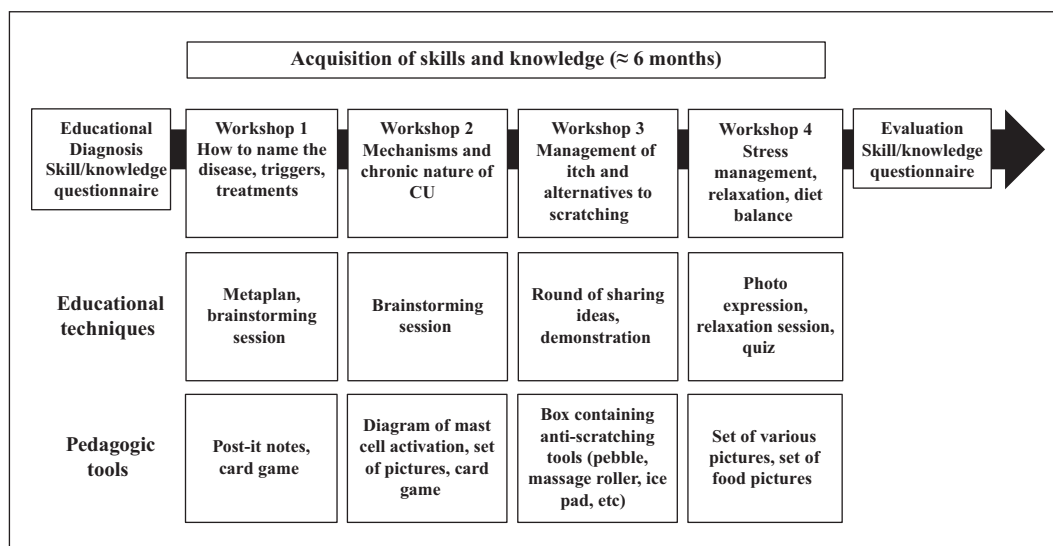 Acquisition of skills and knowledge (≈ 6 months)
Educational
Diagnosis
Skill/knowledge
questionnaire
Workshop 1
How to name the
disease, triggers,
treatments
Workshop 2
Mechanisms and
chronic nature of
CU
Workshop 3
Management of
itch and
alternatives to
scratching
Workshop 4
Stress
management,
relaxation, diet
balance
Evaluation
Skill/knowledge
questionnaire
Educational
techniques
Metaplan,
brainstorming
session
Brainstorming
session
Round of sharing
ideas,
demonstration
Photo
expression,
relaxation session,
quiz
Pedagogic
tools
Post-it notes,
card game
Diagram of mast
cell activation, set
of pictures, card
game
Box containing
anti-scratching
tools (pebble,
massage roller, ice
pad, etc)
Set of various
pictures, set of
food pictures